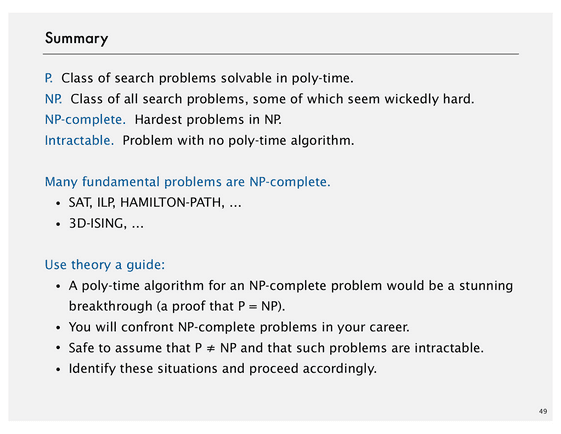 Summary
P. Class of search problems solvable in poly-time.
NP. Class of all search problems, some of which seem wickedly hard.
NP-complete. Hardest problems in NP.
Intractable. Problem with no poly-time algorithm.
Many fundamental problems are NP-complete.
• SAT, ILP, HAMILTON-PATH, …
• 3D-ISING, …
Use theory a guide:
• A poly-time algorithm for an NP-complete problem would be a stunning
breakthrough (a proof that P = NP).
• You will confront NP-complete problems in your career.
• Safe to assume that P ≠ NP and that such problems are intractable.
• Identify these situations and proceed accordingly.
49